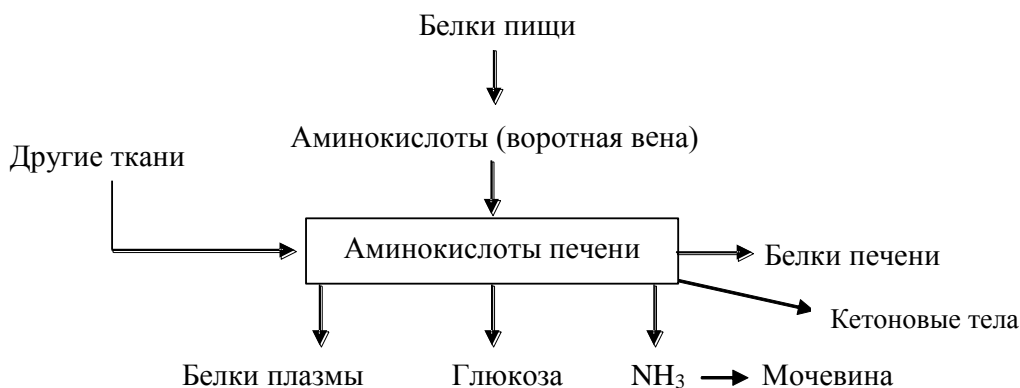 Белки пищи
Аминокислоты (воротная вена)
Другие ткани
Аминокислоты печени
Белки печени
Кетоновые тела
Белки плазмы
Глюкоза
NH₃
Мочевина